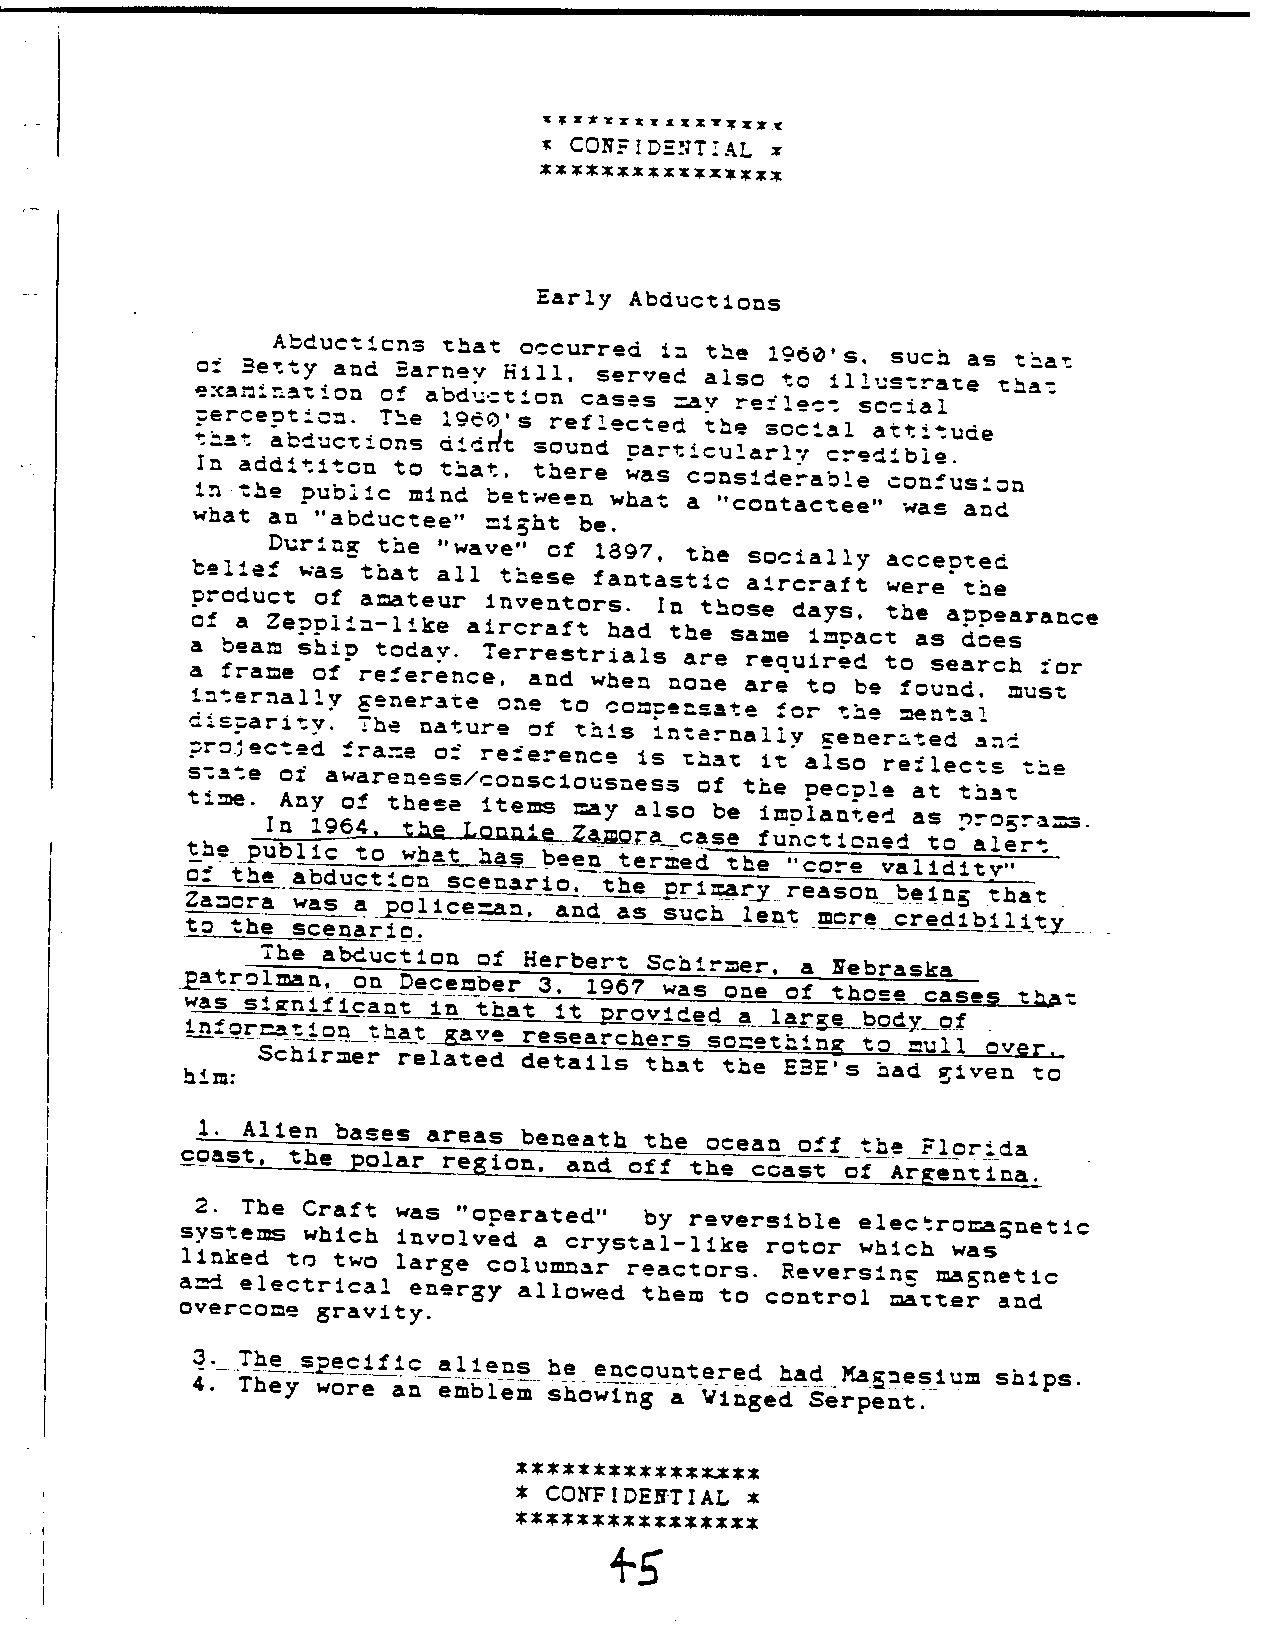 ****************
* CONFIDENTIAL *
****************
Early Abductions
Abductions that occurred in the 1960's, such as that
of Betty and Barney Hill, served also to illustrate that
examination of abduction cases may reflect social
perception. The 1960's reflected the social attitude
that abductions didn't sound particularly credible.
In addititon to that, there was considerable confusion
in the public mind between what a "contactee" was and
what an "abductee" might be.
During the "wave" of 1897, the socially accepted
belief was that all these fantastic aircraft were the
product of amateur inventors. In those days, the appearance
of a Zepplin-like aircraft had the same impact as does
a beam ship today. Terrestrials are required to search for
a frame of reference, and when none are to be found, must
internally generate one to compensate for the mental
disparity. The nature of this internally generated and
projected frame of reference is that it also reflects the
state of awareness/consciousness of the people at that
time. Any of these items may also be implanted as programs.
In 1964, the Lonnie Zamora case functioned to alert
the public to what has been termed the "core validity"
of the abduction scenario, the primary reason being that
Zamora was a policeman, and as such lent more credibility
to the scenario.
The abduction of Herbert Schirmer, a Nebraska
patrolman, on December 3, 1967 was one of those cases that
was significant in that it provided a large body of
information that gave researchers something to mull over.
Schirmer related details that the EBE's had given to
him:
1. Alien bases areas beneath the ocean off the Florida
coast, the polar region, and off the coast of Argentina.
2. The Craft was "operated" by reversible electromagnetic
systems which involved a crystal-like rotor which was
linked to two large columnar reactors. Reversing magnetic
and electrical energy allowed them to control matter and
overcome gravity.
3. The specific aliens he encountered had Magnesium ships.
4. They wore an emblem showing a Winged Serpent.
****************
* CONFIDENTIAL *
****************
45